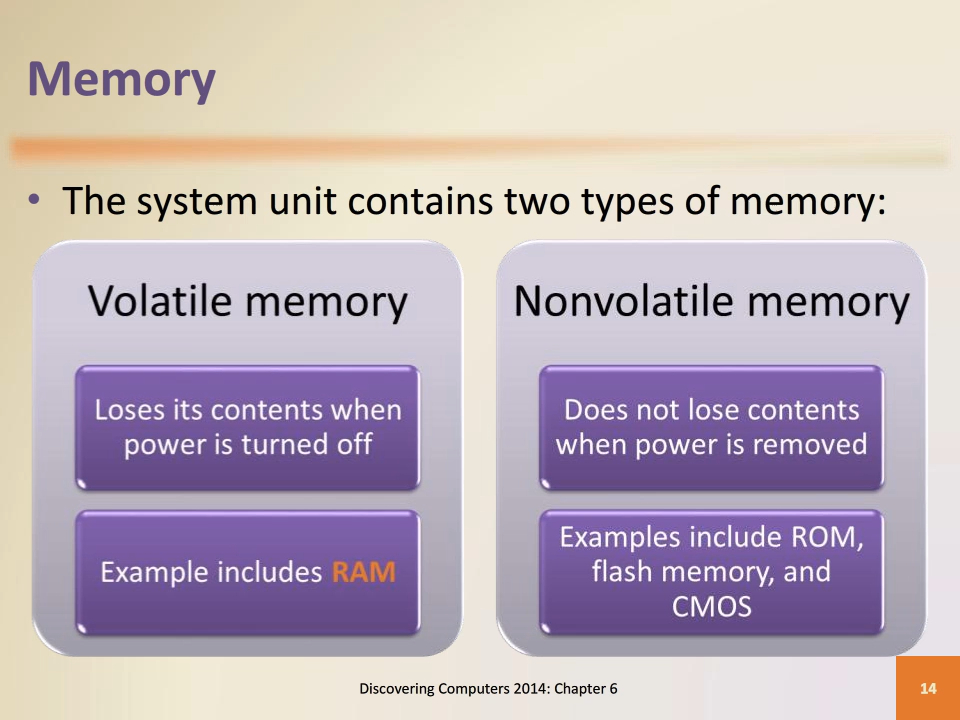 Memory
• The system unit contains two types of memory:
Volatile memory
Loses its contents when
power is turned off
Example includes RAM
Nonvolatile memory
Does not lose contents
when power is removed
Examples include ROM,
flash memory, and
CMOS
Discovering Computers 2014: Chapter 6
14